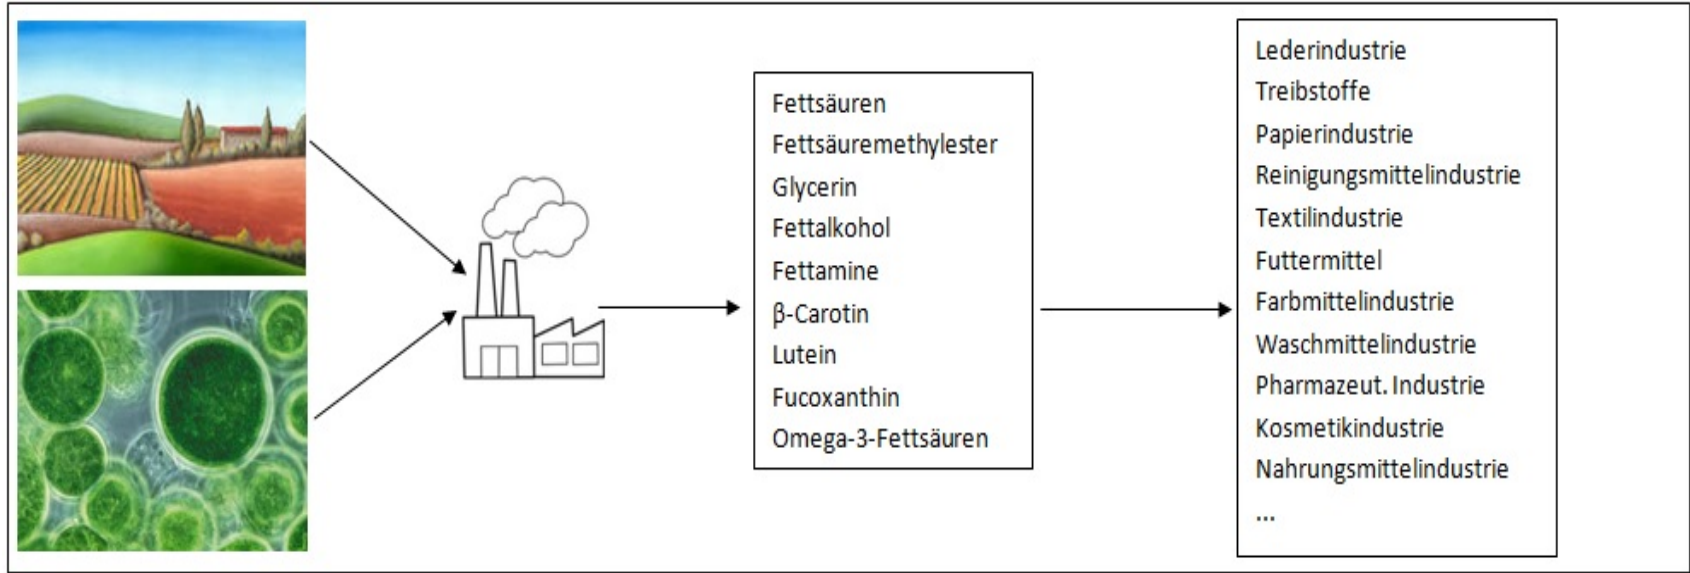 Fettsäuren
Fettsäuremethylester
Glycerin
Fettalkohol
Fettamine
β-Carotin
Lutein
Fucoxanthin
Omega-3-Fettsäuren
Lederindustrie
Treibstoffe
Papierindustrie
Reinigungsmittelindustrie
Textilindustrie
Futtermittel
Farbmittelindustrie
Waschmittelindustrie
Pharmazeut. Industrie
Kosmetikindustrie
Nahrungsmittelindustrie
...